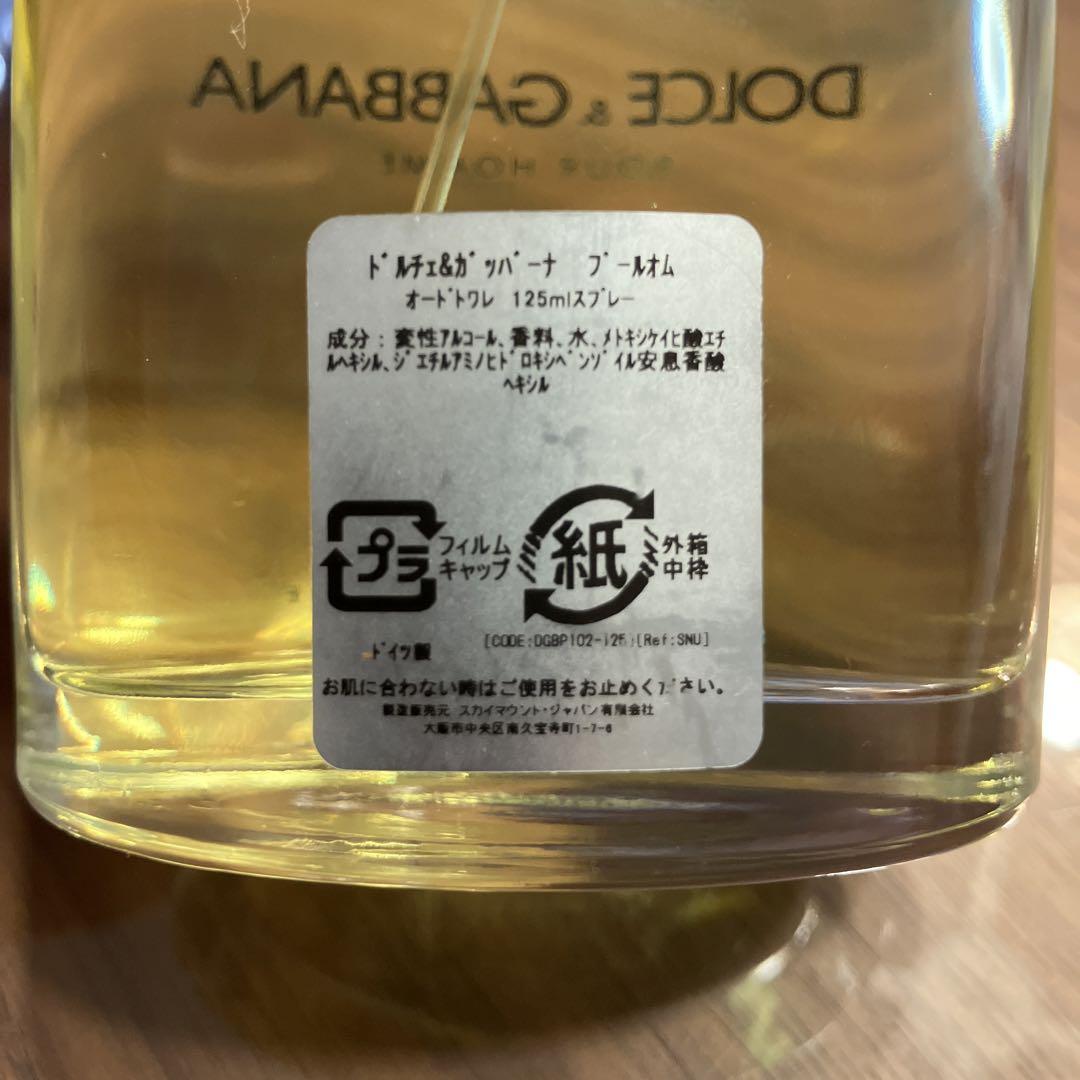 DOLCE & GABBANA
POUR HOMME
ﾄﾞﾙﾁｪ&ｶﾞｯﾊﾞｰﾅ　ﾌﾟｰﾙｵﾑ
ｵｰﾄﾞﾄﾜﾚ 125mlｽﾌﾟﾚｰ
成分：変性ｱﾙｺｰﾙ、香料、水、ﾒﾄｷｼｹｲﾋ酸ｴﾁ
ﾙﾍｷｼﾙ、ｼﾞｴﾁﾙｱﾐﾉﾋﾄﾞﾛｷｼﾍﾞﾝｿﾞｲﾙ安息香酸
ﾍｷｼﾙ
プラ フィルム キャップ
紙 外箱 中枠
ﾄﾞｲﾂ製 [CODE:DGBP102-125][Ref:SNU]
お肌に合わない時はご使用をお止めください。
製造販売元 スカイマウント・ジャパン有限会社
大阪市中央区南久宝寺町1-7-6